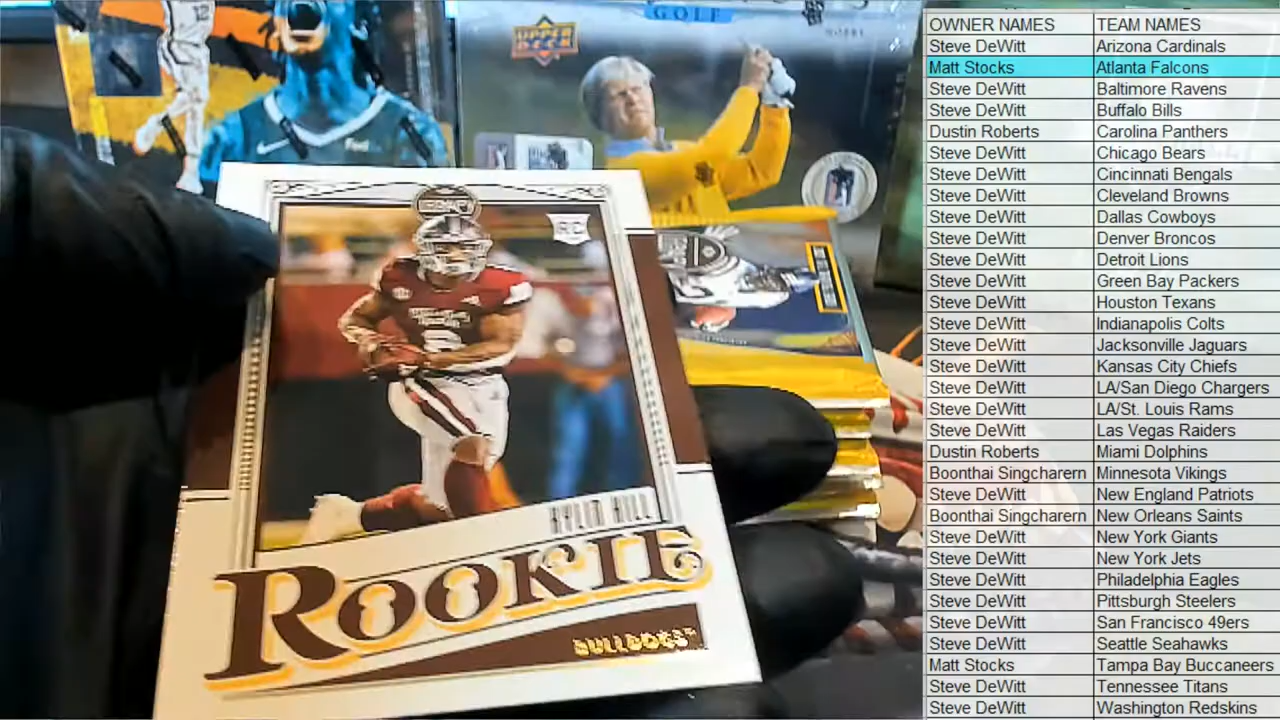 GOLF
UPPER DECK
12
RC
KYLIN HILL
ROOKIE
BULLDOGS
OWNER NAMES TEAM NAMES
Steve DeWitt Arizona Cardinals
Matt Stocks Atlanta Falcons
Steve DeWitt Baltimore Ravens
Steve DeWitt Buffalo Bills
Dustin Roberts Carolina Panthers
Steve DeWitt Chicago Bears
Steve DeWitt Cincinnati Bengals
Steve DeWitt Cleveland Browns
Steve DeWitt Dallas Cowboys
Steve DeWitt Denver Broncos
Steve DeWitt Detroit Lions
Steve DeWitt Green Bay Packers
Steve DeWitt Houston Texans
Steve DeWitt Indianapolis Colts
Steve DeWitt Jacksonville Jaguars
Steve DeWitt Kansas City Chiefs
Steve DeWitt LA/San Diego Chargers
Steve DeWitt LA/St. Louis Rams
Steve DeWitt Las Vegas Raiders
Dustin Roberts Miami Dolphins
Boonthai Singcharern Minnesota Vikings
Steve DeWitt New England Patriots
Boonthai Singcharern New Orleans Saints
Steve DeWitt New York Giants
Steve DeWitt New York Jets
Steve DeWitt Philadelphia Eagles
Steve DeWitt Pittsburgh Steelers
Steve DeWitt San Francisco 49ers
Steve DeWitt Seattle Seahawks
Matt Stocks Tampa Bay Buccaneers
Steve DeWitt Tennessee Titans
Steve DeWitt Washington Redskins